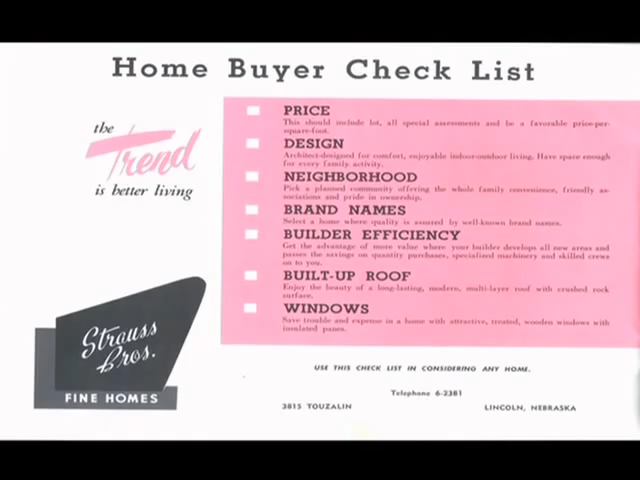 Home Buyer Check List
the
Trend
is better living
PRICE
This should include lot, all special assessments and be a favorable price-per-
square-foot.
DESIGN
Architect-designed for comfort, enjoyable indoor-outdoor living. Have space enough
for every family activity.
NEIGHBORHOOD
Pick a planned community offering the whole family convenience, friendly as-
sociations and pride in ownership.
BRAND NAMES
Select a home where quality is assured by well-known brand names.
BUILDER EFFICIENCY
Get the advantage of more value where your builder develops all new areas and
passes the savings on quantity purchases, specialized machinery and skilled crews
on to you.
BUILT-UP ROOF
Enjoy the beauty of a long-lasting, modern, multi-layer roof with crushed rock
surface.
WINDOWS
Save trouble and expense in a home with attractive, treated, wooden windows with
insulated panes.
Strauss
Bros.
FINE HOMES
USE THIS CHECK LIST IN CONSIDERING ANY HOME.
Telephone 6-2381
3815 TOUZALIN
LINCOLN, NEBRASKA